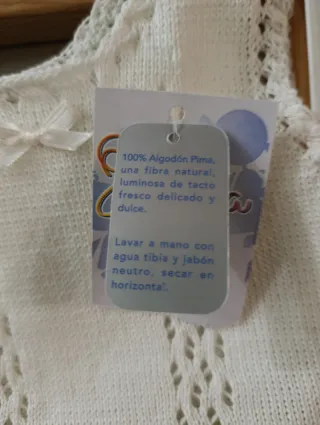 100% Algodón Pima,
una fibra natural,
luminosa de tacto
fresco delicado y
dulce.
Lavar a mano con
agua tibia y jabón
neutro, secar en
horizontal.